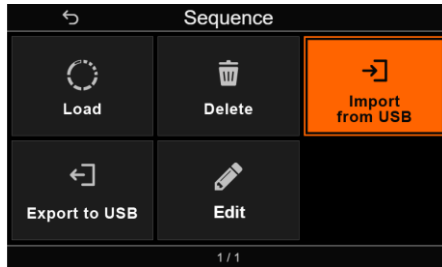 Sequence
Load
Delete
Import
from USB
Export to USB
Edit
1 / 1